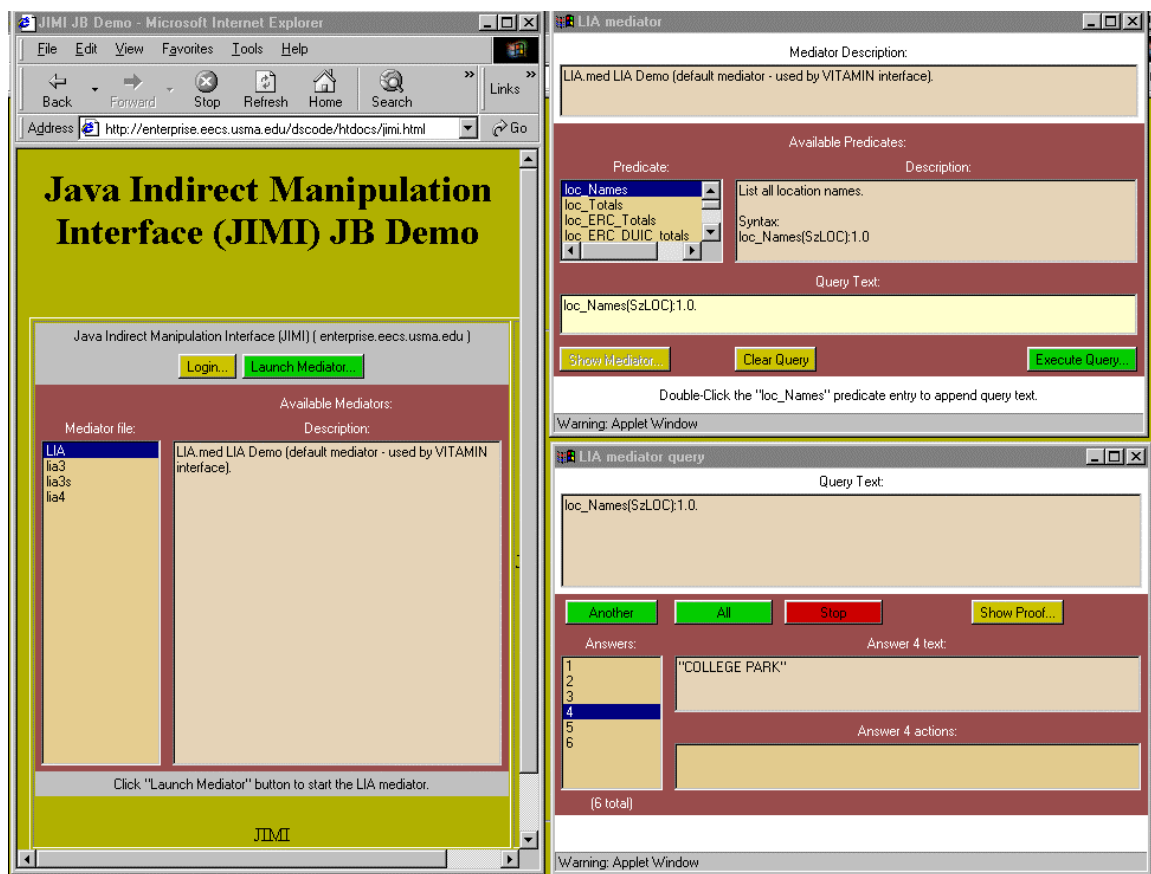 JIMI JB Demo - Microsoft Internet Explorer
File Edit View Favorites Tools Help
Back Forward Stop Refresh Home Search » Links »
Address http://enterprise.eecs.usma.edu/dscode/htdocs/jimi.html Go
Java Indirect Manipulation
Interface (JIMI) JB Demo
Java Indirect Manipulation Interface (JIMI) ( enterprise.eecs.usma.edu )
Login... Launch Mediator...
Available Mediators:
Mediator file: Description:
LIA
lia3
lia3s
lia4
LIA.med LIA Demo (default mediator - used by VITAMIN
interface).
Click "Launch Mediator" button to start the LIA mediator.
JIMI
LIA mediator
Mediator Description:
LIA.med LIA Demo (default mediator - used by VITAMIN interface).
Available Predicates:
Predicate: Description:
loc_Names
loc_Totals
loc_ERC_Totals
loc_ERC_DUIC_totals
List all location names.
Syntax:
loc_Names(SzLOC):1.0
Query Text:
loc_Names(SzLOC):1.0.
Show Mediator... Clear Query Execute Query...
Double-Click the "loc_Names" predicate entry to append query text.
Warning: Applet Window
LIA mediator query
Query Text:
loc_Names(SzLOC):1.0.
Another All Stop Show Proof...
Answers: Answer 4 text:
1
2
3
4
5
6
"COLLEGE PARK"
Answer 4 actions:
(6 total)
Warning: Applet Window